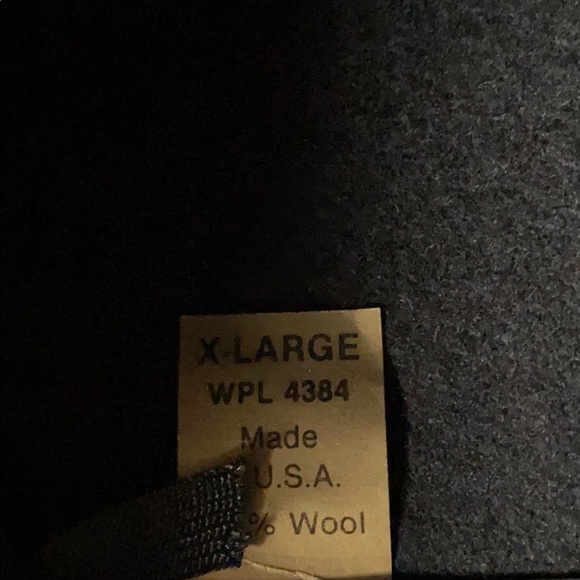 X-LARGE
WPL 4384
Made
U.S.A.
% Wool